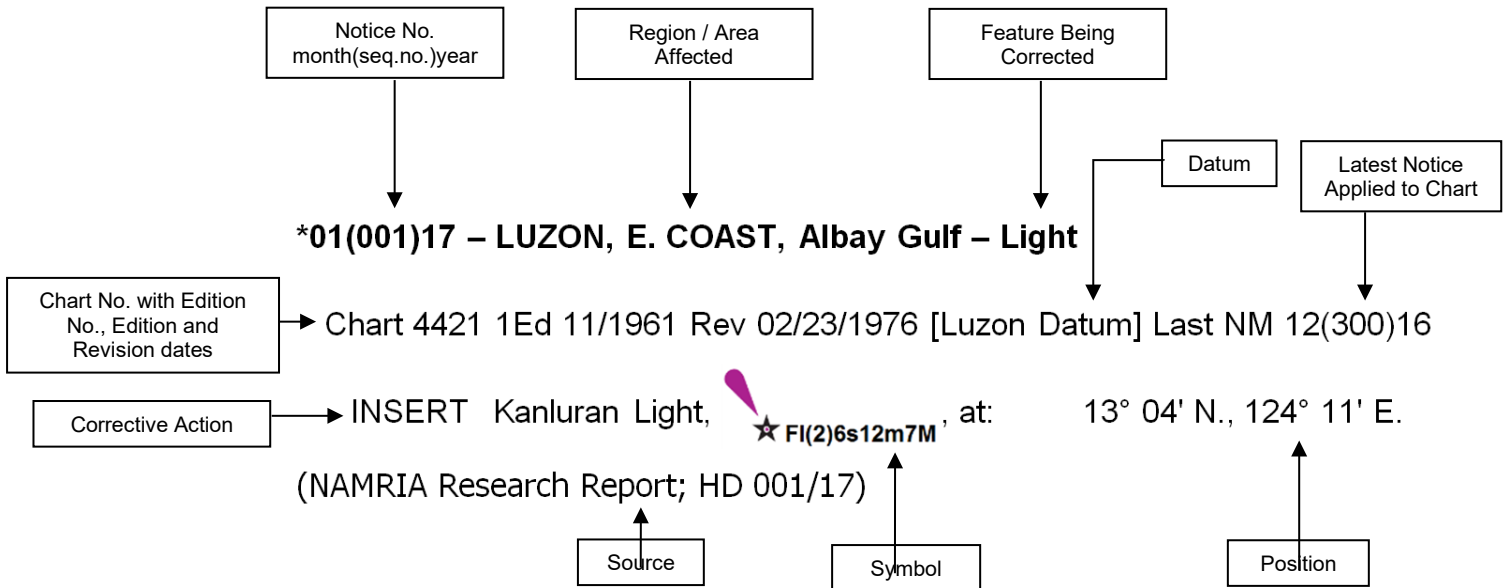 Notice No.
month(seq.no.)year
Region / Area
Affected
Feature Being
Corrected
Datum
Latest Notice
Applied to Chart
*01(001)17 – LUZON, E. COAST, Albay Gulf – Light
Chart No. with Edition
No., Edition and
Revision dates
Chart 4421 1Ed 11/1961 Rev 02/23/1976 [Luzon Datum] Last NM 12(300)16
Corrective Action
INSERT Kanluran Light, Fl(2)6s12m7M , at: 13° 04' N., 124° 11' E.
(NAMRIA Research Report; HD 001/17)
Source
Symbol
Position